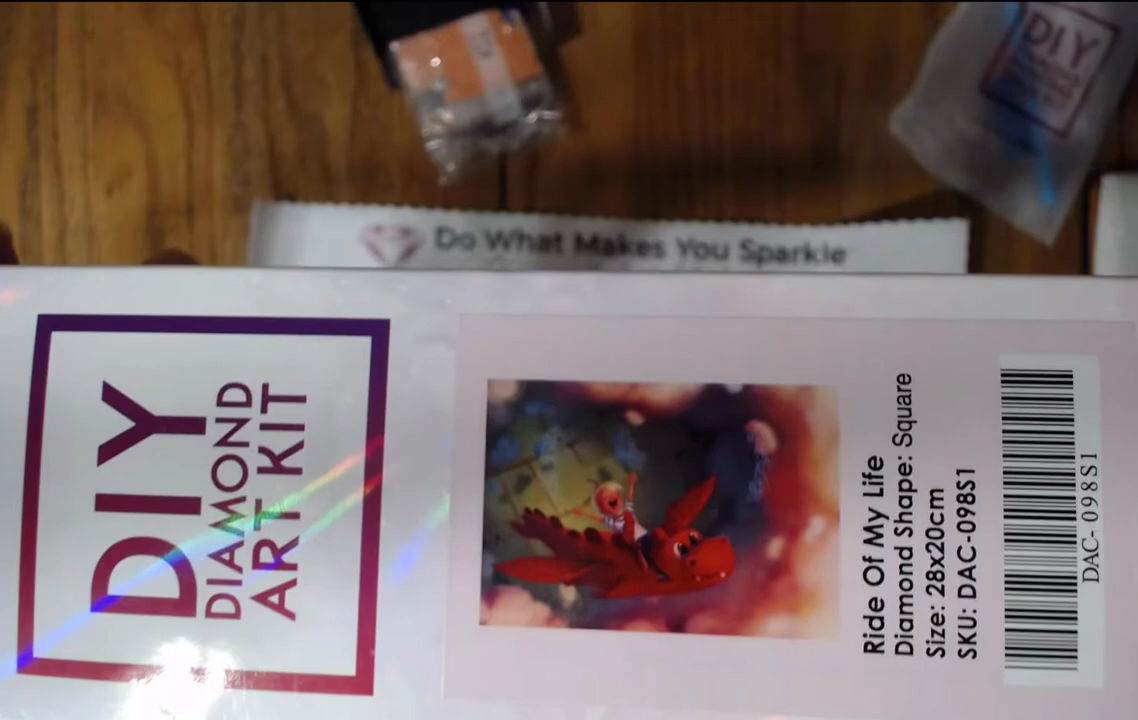 DIY
Do What Makes You Sparkle
DIY
DIAMOND
ART KIT
Ride Of My Life
Diamond Shape: Square
Size: 28x20cm
SKU: DAC-098S1
DAC- 098S1